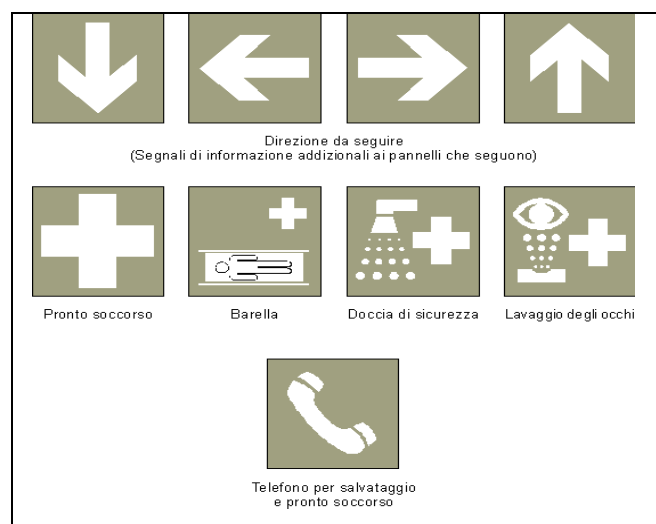 Direzione da seguire
(Segnali di informazione addizionali ai pannelli che seguono)
Pronto soccorso
Barella
Doccia di sicurezza
Lavaggio degli occhi
Telefono per salvataggio
e pronto soccorso